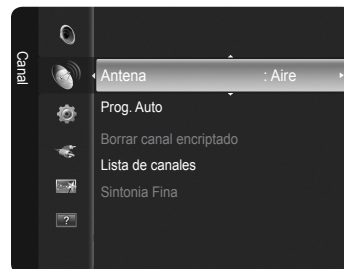 Canal
Antena : Aire
Prog. Auto
Borrar canal encriptado
Lista de canales
Sintonia Fina
?